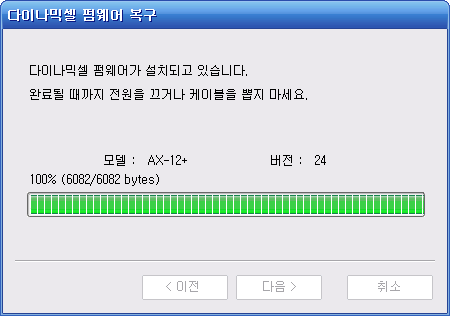 다이나믹셀 펌웨어 복구
다이나믹셀 펌웨어가 설치되고 있습니다.
완료될 때까지 전원을 끄거나 케이블을 뽑지 마세요.
모델 : AX-12+ 버전 : 24
100% (6082/6082 bytes)
< 이전 다음 > 취소